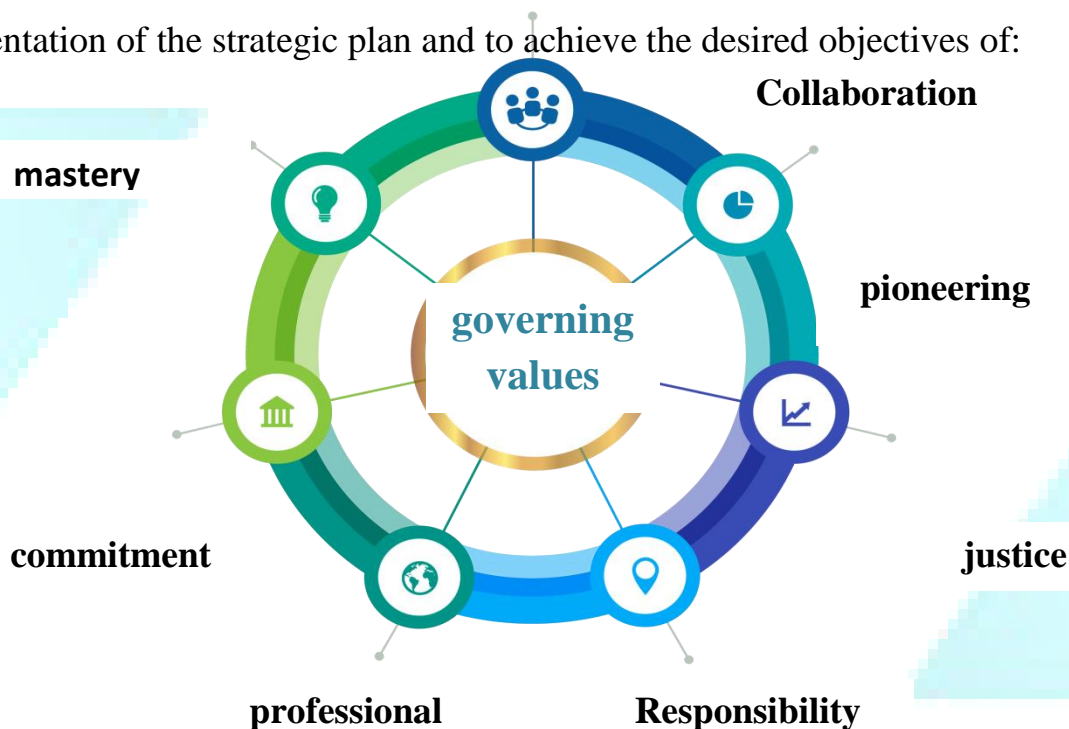 entation of the strategic plan and to achieve the desired objectives of:
Collaboration
mastery
pioneering
governing
values
commitment
justice
professional
Responsibility